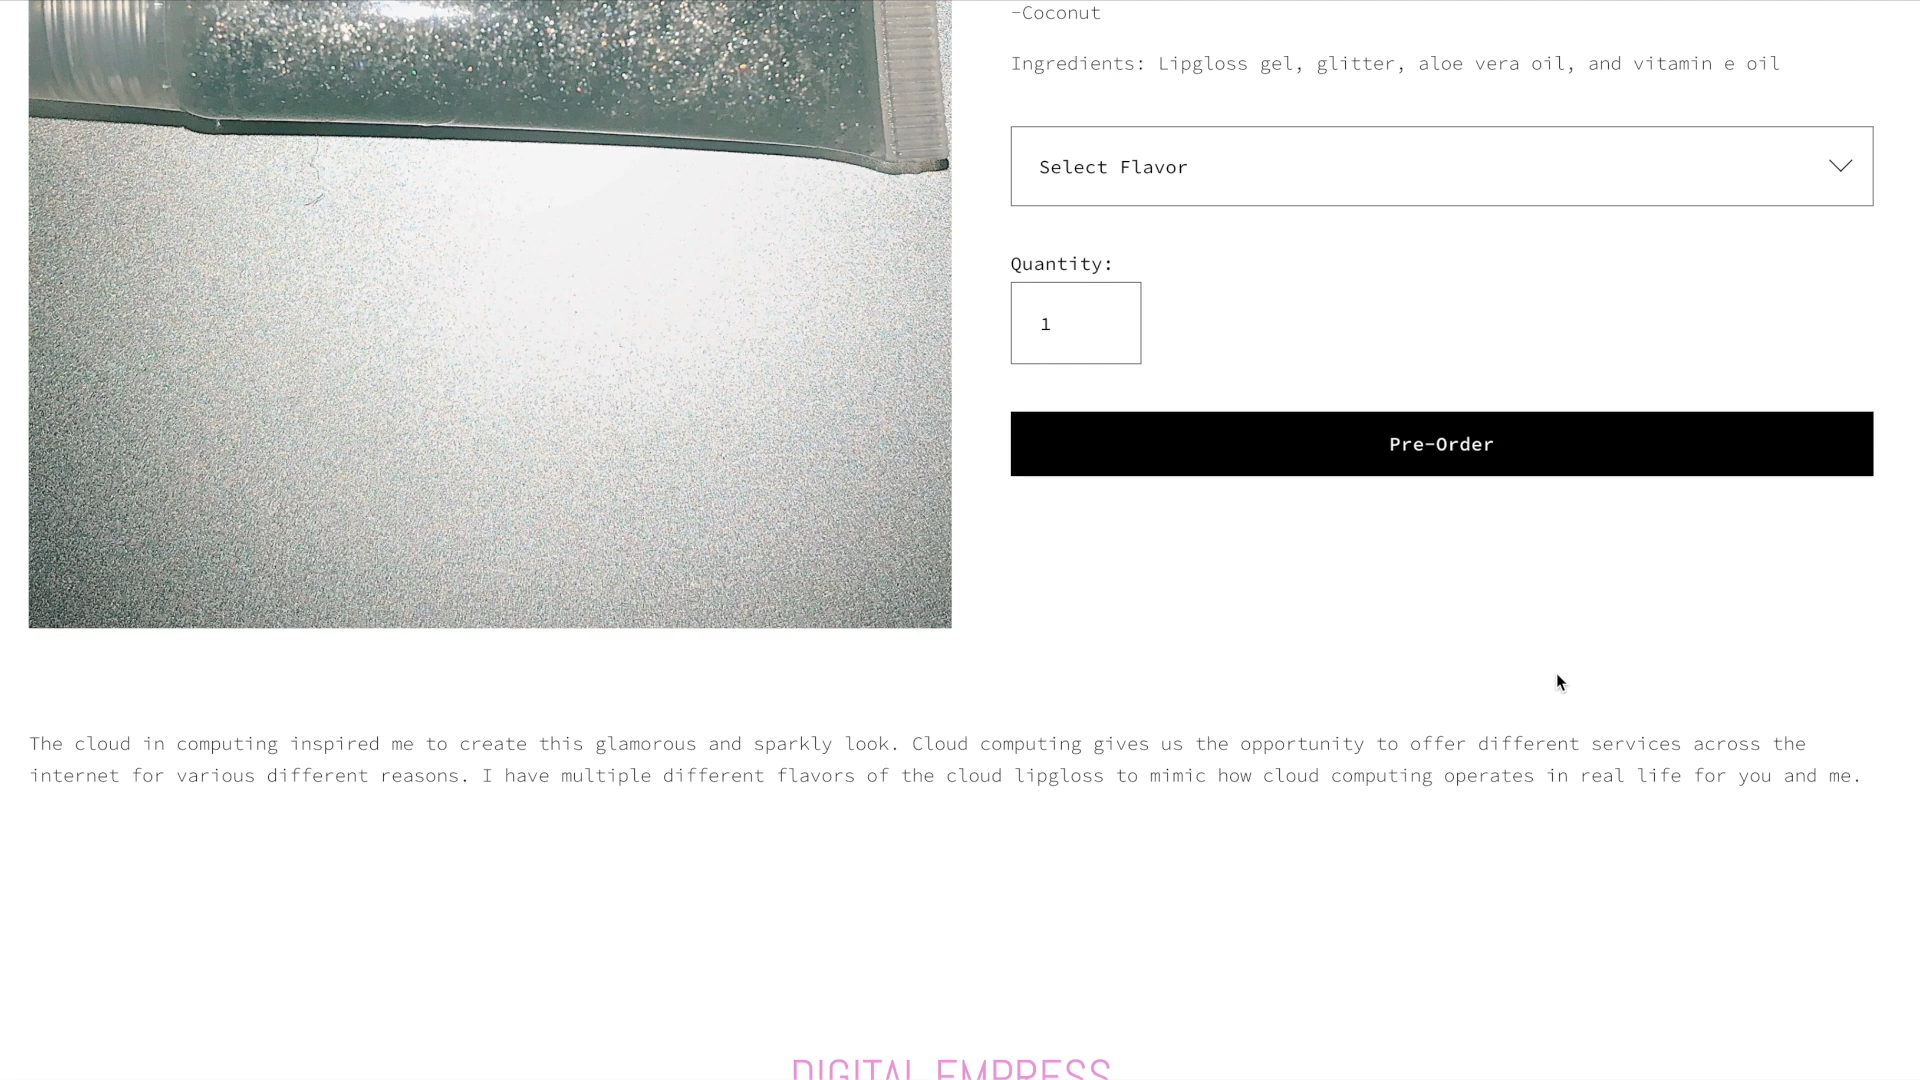 -Coconut
Ingredients: Lipgloss gel, glitter, aloe vera oil, and vitamin e oil
Select Flavor
Quantity:
1
Pre-Order
The cloud in computing inspired me to create this glamorous and sparkly look. Cloud computing gives us the opportunity to offer different services across the
internet for various different reasons. I have multiple different flavors of the cloud lipgloss to mimic how cloud computing operates in real life for you and me.
DIGITAL EMPRESS